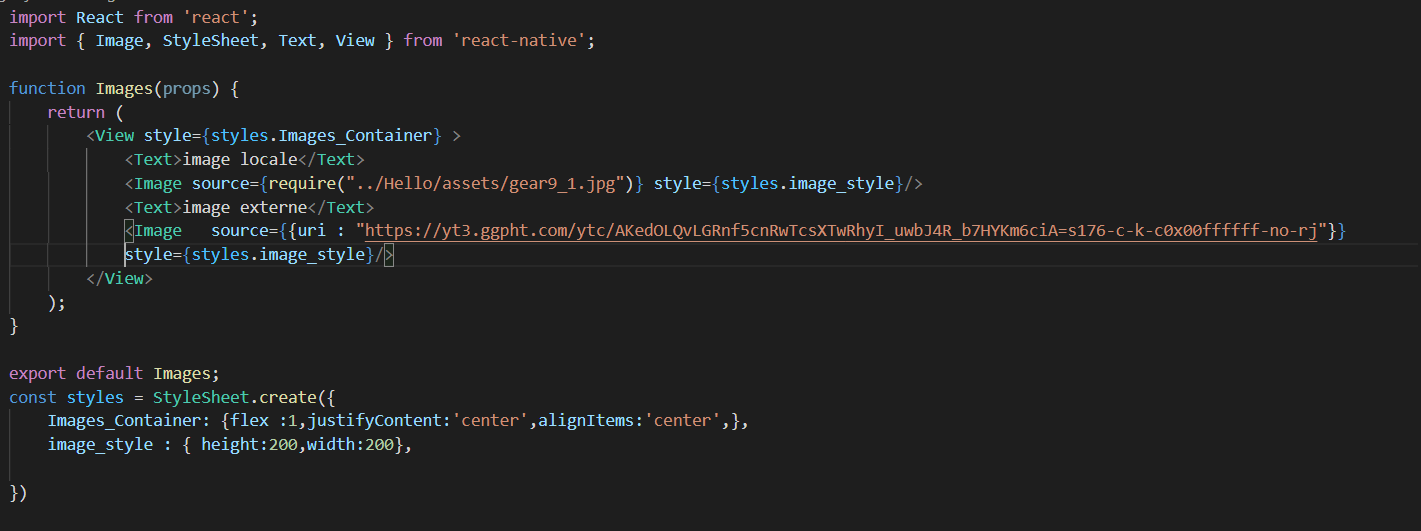 import React from 'react';
import { Image, StyleSheet, Text, View } from 'react-native';
function Images(props) {
return (
<View style={styles.Images_Container} >
<Text>image locale</Text>
<Image source={require("../Hello/assets/gear9_1.jpg")} style={styles.image_style}/>
<Text>image externe</Text>
<Image   source={{uri : "https://yt3.ggpht.com/ytc/AKedOLQvLGRnf5cnRwTcsXTwRhyI_uwbJ4R_b7HYKm6ciA=s176-c-k-c0x00ffffff-no-rj"}}
style={styles.image_style}/>
</View>
);
}
export default Images;
const styles = StyleSheet.create({
Images_Container: {flex :1,justifyContent:'center',alignItems:'center',},
image_style : { height:200,width:200},
})